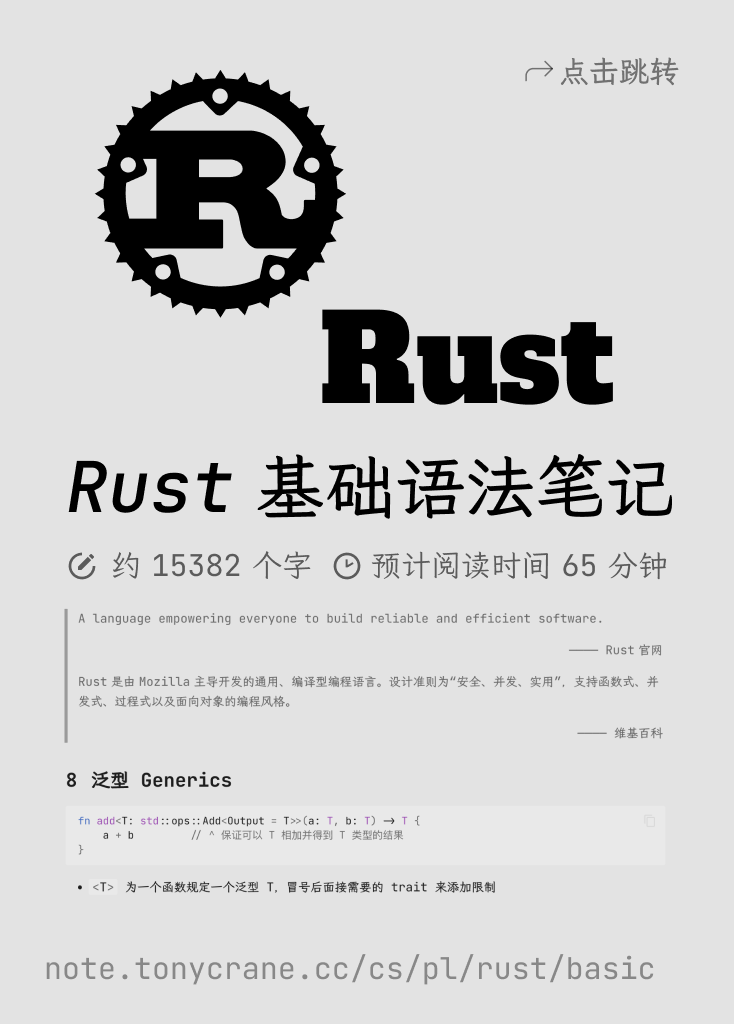 点击跳转
R
Rust
Rust 基础语法笔记
约 15382 个字 预计阅读时间 65 分钟
A language empowering everyone to build reliable and efficient software.
—— Rust 官网
Rust 是由 Mozilla 主导开发的通用、编译型编程语言。设计准则为“安全、并发、实用”，支持函数式、并
发式、过程式以及面向对象的编程风格。
—— 维基百科
8 泛型 Generics
fn add<T: std::ops::Add<Output = T>>(a: T, b: T) -> T {
    a + b         // ^ 保证可以 T 相加并得到 T 类型的结果
}
• <T> 为一个函数规定一个泛型 T，冒号后面接需要的 trait 来添加限制
note.tonycrane.cc/cs/pl/rust/basic